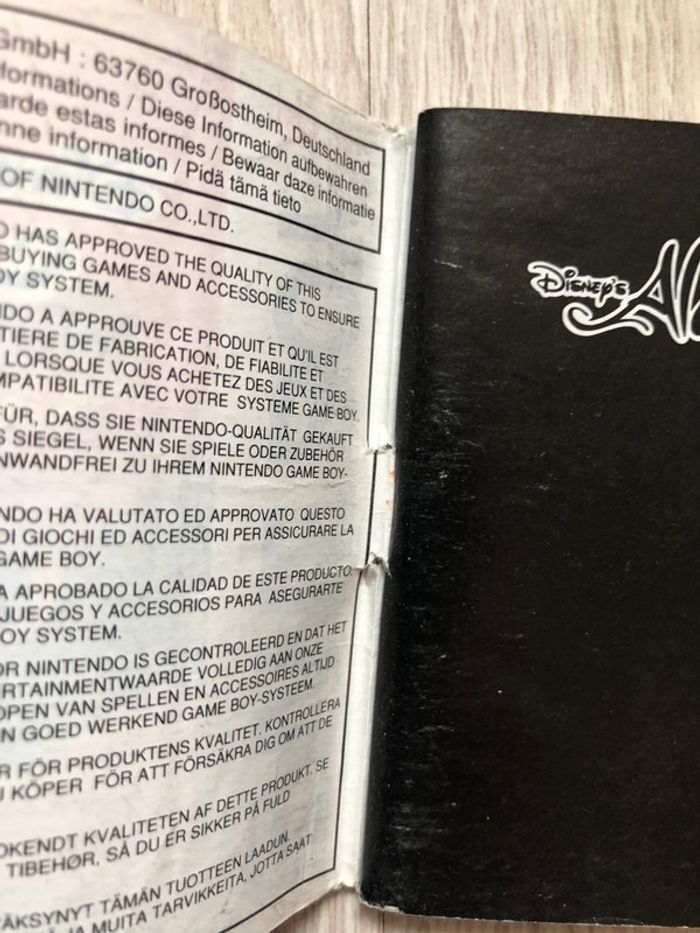 GmbH : 63760 Großostheim, Deutschland
formations / Diese Information aufbewahren
arde estas informes / Bewaar daze informatie
nne information / Pidä tämä tieto
OF NINTENDO CO.,LTD.
O HAS APPROVED THE QUALITY OF THIS
BUYING GAMES AND ACCESSORIES TO ENSURE
OY SYSTEM.
NDO A APPROUVE CE PRODUIT ET QU'IL EST
TIERE DE FABRICATION, DE FIABILITE ET
LORSQUE VOUS ACHETEZ DES JEUX ET DES
MPATIBILITE AVEC VOTRE SYSTEME GAME BOY.
FÜR, DASS SIE NINTENDO-QUALITÄT GEKAUFT
S SIEGEL, WENN SIE SPIELE ODER ZUBEHÖR
NWANDFREI ZU IHREM NINTENDO GAME BOY-
NDO HA VALUTATO ED APPROVATO QUESTO
DI GIOCHI ED ACCESSORI PER ASSICURARE LA
GAME BOY.
A APROBADO LA CALIDAD DE ESTE PRODUCTO.
JUEGOS Y ACCESORIOS PARA ASEGURARTE
OY SYSTEM.
OR NINTENDO IS GECONTROLEERD EN DAT HET
ERTAINMENTWAARDE VOLLEDIG AAN ONZE
OPEN VAN SPELLEN EN ACCESSOIRES ALTIJD
N GOED WERKEND GAME BOY-SYSTEEM.
R FÖR PRODUKTENS KVALITET. KONTROLLERA
U KÖPER FÖR ATT FÖRSÄKRA DIG OM ATT DE
OKENDT KVALITETEN AF DETTE PRODUKT. SE
TIBEHØR, SÅ DU ER SIKKER PÅ FULD
ÄKSYNYT TÄMÄN TUOTTEEN LAADUN.
JA MUITA TARVIKKEITA, JOTTA SAAT
DISNEY'S Al